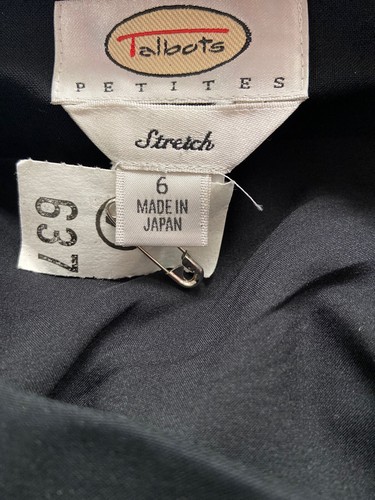 Talbots
PETITES
Stretch
6
MADE IN
JAPAN
637